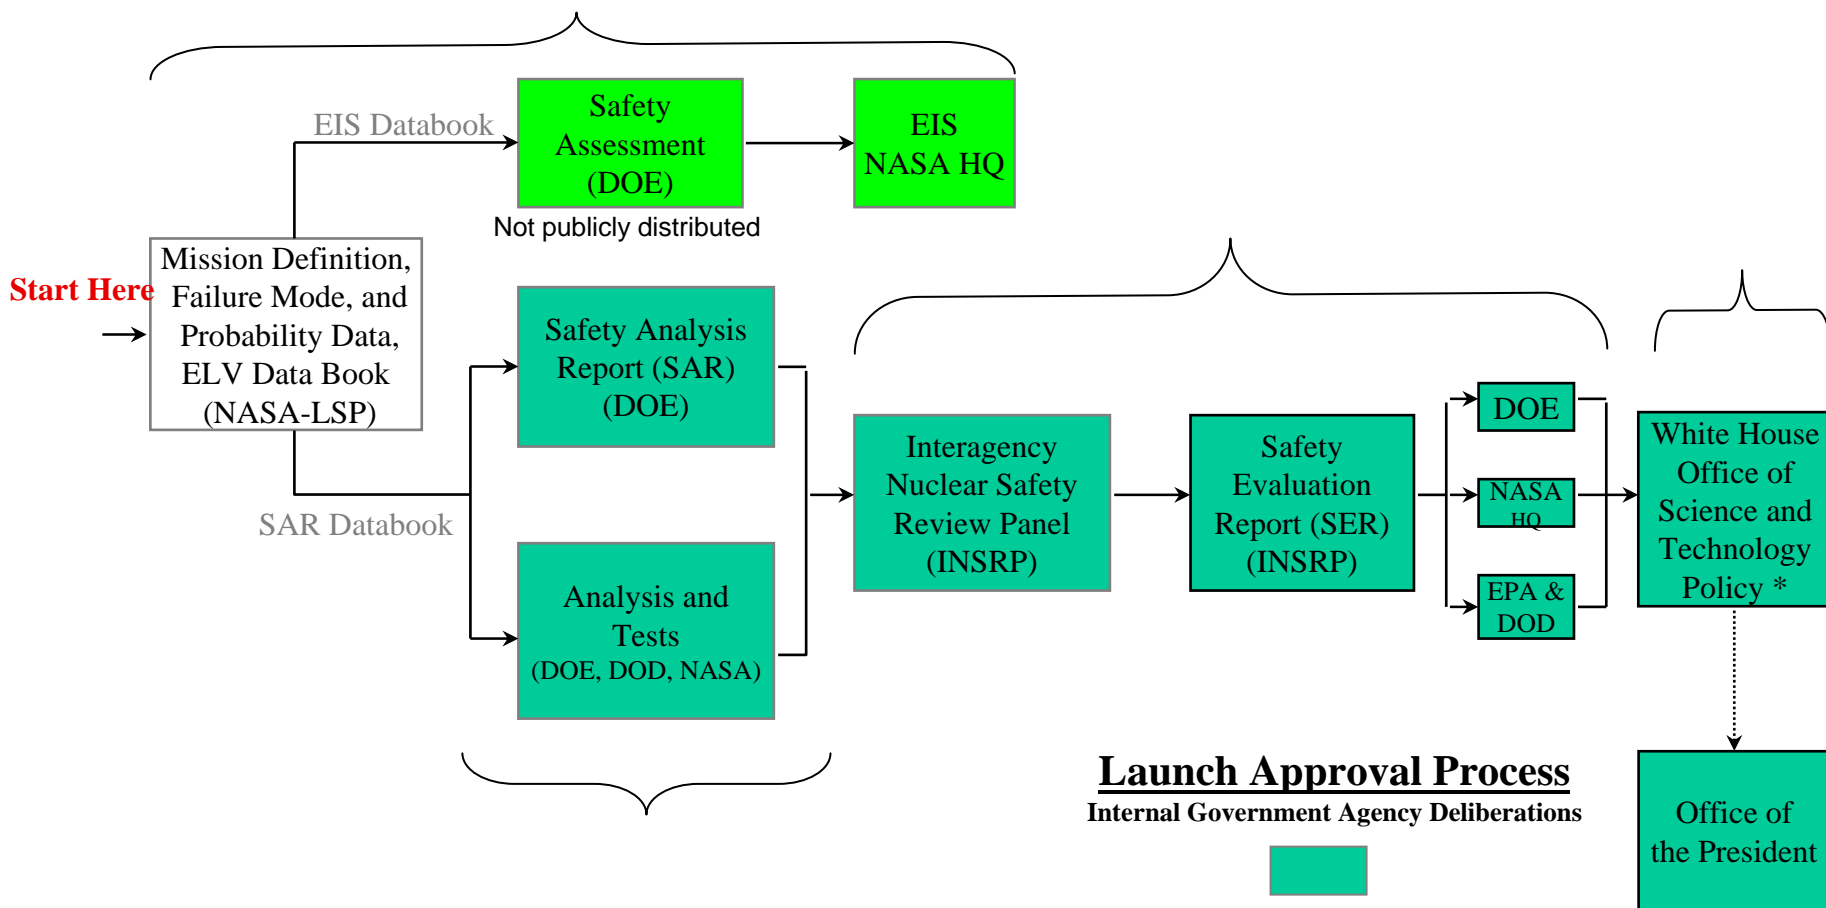 EIS Databook
Safety
Assessment
(DOE)
EIS
NASA HQ
Not publicly distributed
Start Here
Mission Definition,
Failure Mode, and
Probability Data,
ELV Data Book
(NASA-LSP)
Safety Analysis
Report (SAR)
(DOE)
SAR Databook
Analysis and
Tests
(DOE, DOD, NASA)
Interagency
Nuclear Safety
Review Panel
(INSRP)
Safety
Evaluation
Report (SER)
(INSRP)
DOE
NASA
HQ
EPA &
DOD
White House
Office of
Science and
Technology
Policy *
Office of
the President
Launch Approval Process
Internal Government Agency Deliberations